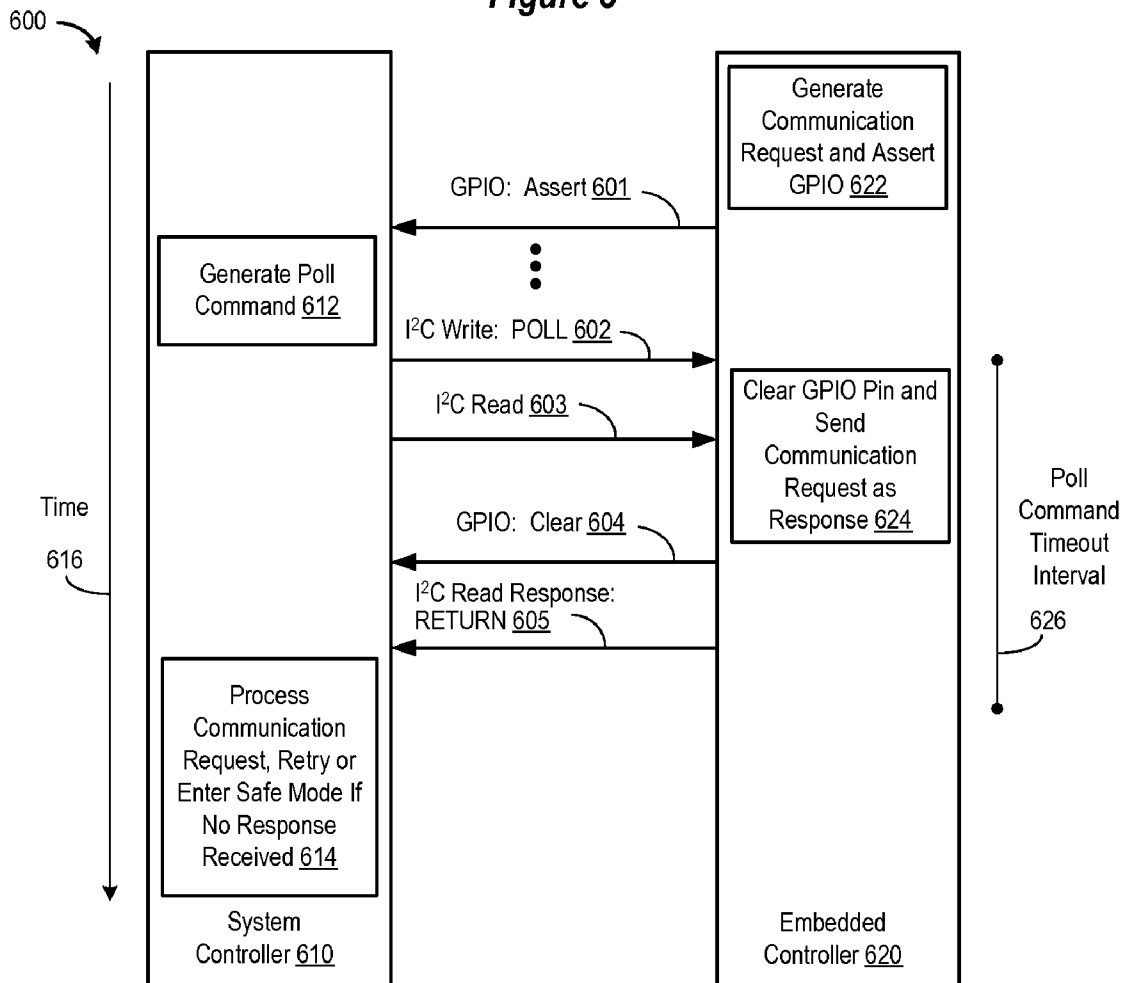 600
Generate
Communication
Request and Assert
GPIO 622
GPIO: Assert 601
Generate Poll
Command 612
I²C Write: POLL 602
I²C Read 603
Clear GPIO Pin and
Send
Communication
Request as
Response 624
Time
616
GPIO: Clear 604
Poll
Command
Timeout
Interval
626
I²C Read Response:
RETURN 605
Process
Communication
Request, Retry or
Enter Safe Mode If
No Response
Received 614
System
Controller 610
Embedded
Controller 620